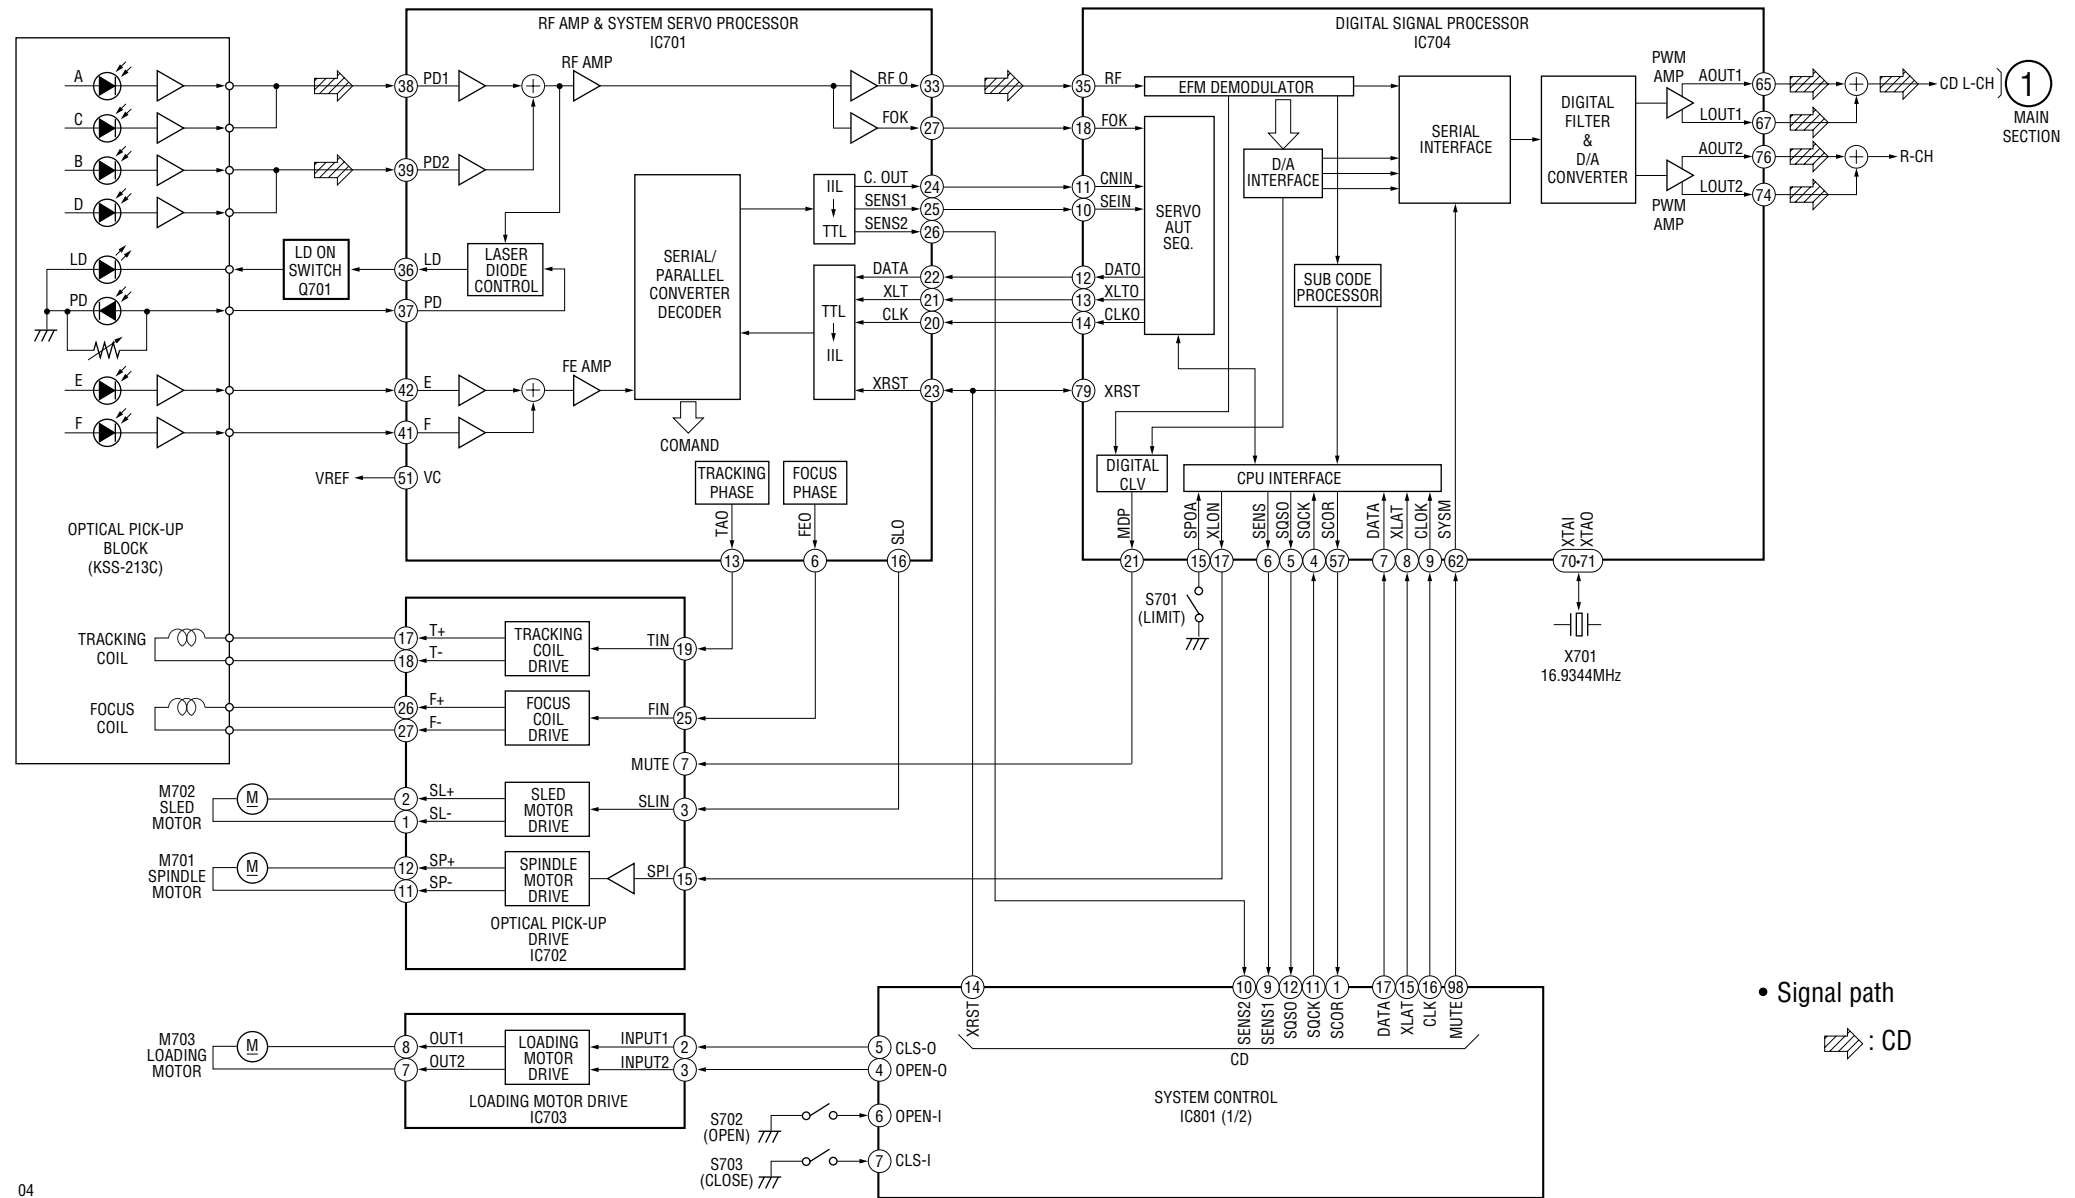 RF AMP & SYSTEM SERVO PROCESSOR
IC701
DIGITAL SIGNAL PROCESSOR
IC704
A
C
B
D
LD
PD
E
F
LD ON
SWITCH
Q701
OPTICAL PICK-UP
BLOCK
(KSS-213C)
TRACKING
COIL
FOCUS
COIL
38 PD1
39 PD2
36 LD
37 PD
42 E
41 F
VREF 51 VC
RF AMP
LASER
DIODE
CONTROL
FE AMP
SERIAL/
PARALLEL
CONVERTER
DECODER
COMAND
IIL
TTL
TTL
IIL
RF O 33
FOK 27
C. OUT 24
SENS1 25
SENS2 26
DATA 22
XLT 21
CLK 20
XRST 23
TRACKING
PHASE
FOCUS
PHASE
TAO
FEO
SLO
13
6
16
35 RF
18 FOK
11 CNIN
10 SEIN
12 DATO
13 XLTO
14 CLKO
79 XRST
EFM DEMODULATOR
SERVO
AUT
SEQ.
D/A
INTERFACE
SUB CODE
PROCESSOR
SERIAL
INTERFACE
DIGITAL
FILTER
&
D/A
CONVERTER
PWM
AMP
AOUT1 65
LOUT1 67
AOUT2 76
LOUT2 74
PWM
AMP
CD L-CH
1
MAIN
SECTION
R-CH
DIGITAL
CLV
CPU INTERFACE
MDP
SPOA
XLON
SENS
SQSO
SQCK
SCOR
DATA
XLAT
CLOK
SYSM
XTAI
XTAO
21
15
17
6
5
4
57
7
8
9
62
70•71
S701
(LIMIT)
X701
16.9344MHz
17 T+
18 T-
26 F+
27 F-
2 SL+
1 SL-
12 SP+
11 SP-
TRACKING
COIL
DRIVE
FOCUS
COIL
DRIVE
SLED
MOTOR
DRIVE
SPINDLE
MOTOR
DRIVE
TIN 19
FIN 25
MUTE 7
SLIN 3
SPI 15
OPTICAL PICK-UP
DRIVE
IC702
M702
SLED
MOTOR
M
M701
SPINDLE
MOTOR
M
M703
LOADING
MOTOR
M
8 OUT1
7 OUT2
LOADING
MOTOR
DRIVE
INPUT1 2
INPUT2 3
LOADING MOTOR DRIVE
IC703
14
10
9
12
11
1
17
15
16
98
XRST
SENS2
SENS1
SQSO
SQCK
SCOR
DATA
XLAT
CLK
MUTE
CD
5 CLS-O
4 OPEN-O
6 OPEN-I
7 CLS-I
S702
(OPEN)
S703
(CLOSE)
SYSTEM CONTROL
IC801 (1/2)
• Signal path
: CD
04